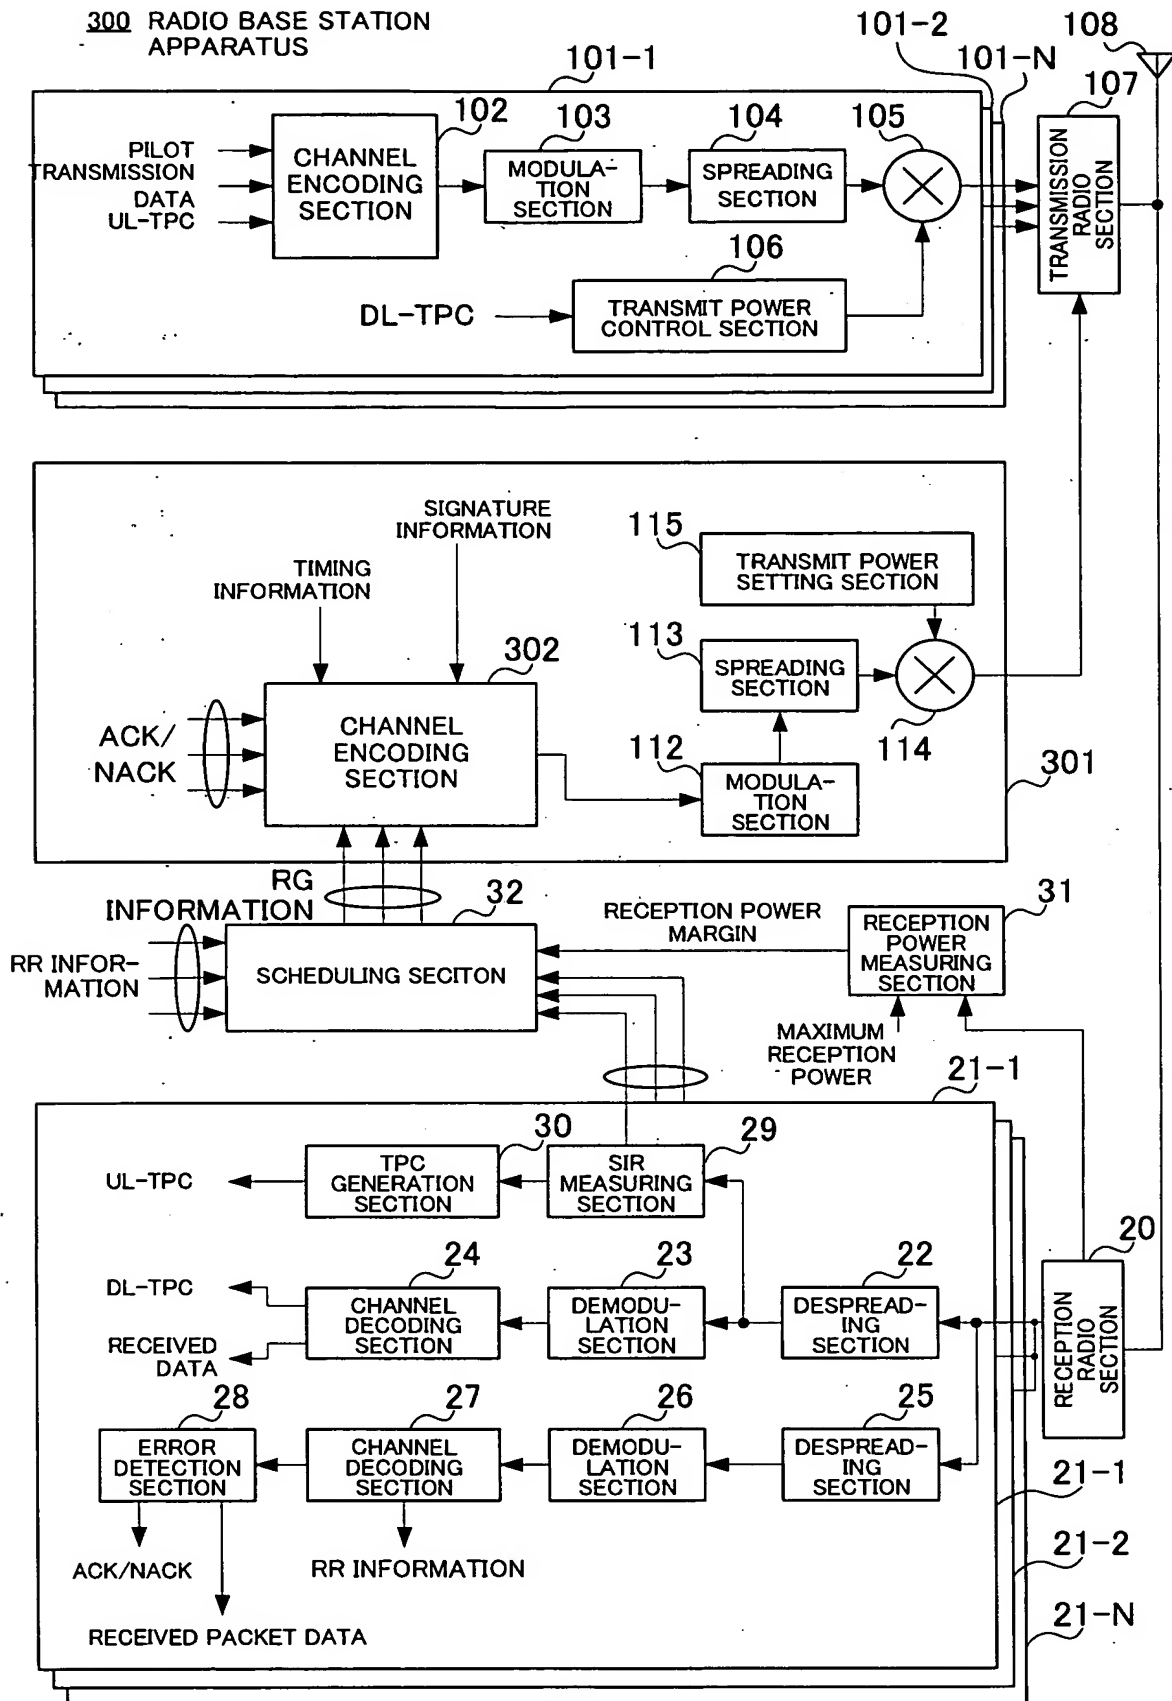 300 RADIO BASE STATION
APPARATUS
101-1
101-2
101-N
108
107
102
103
104
105
PILOT
TRANSMISSION
DATA
UL-TPC
CHANNEL
ENCODING
SECTION
MODULA-
TION
SECTION
SPREADING
SECTION
TRANSMISSION
RADIO
SECTION
106
DL-TPC
TRANSMIT POWER
CONTROL SECTION
SIGNATURE
INFORMATION
TIMING
INFORMATION
115
TRANSMIT POWER
SETTING SECTION
302
113
SPREADING
SECTION
ACK/
NACK
CHANNEL
ENCODING
SECTION
114
112
MODULA-
TION
SECTION
301
RG
INFORMATION
32
RECEPTION POWER
MARGIN
31
RECEPTION
POWER
MEASURING
SECTION
RR INFOR-
MATION
SCHEDULING SECITON
MAXIMUM
RECEPTION
POWER
21-1
30
29
UL-TPC
TPC
GENERATION
SECTION
SIR
MEASURING
SECTION
20
24
23
22
DL-TPC
RECEIVED
DATA
CHANNEL
DECODING
SECTION
DEMODU-
LATION
SECTION
DESPREAD-
ING
SECTION
RECEPTION
RADIO
SECTION
28
27
26
25
ERROR
DETECTION
SECTION
CHANNEL
DECODING
SECTION
DEMODU-
LATION
SECTION
DESPREAD-
ING
SECTION
21-1
ACK/NACK
RR INFORMATION
21-2
RECEIVED PACKET DATA
21-N